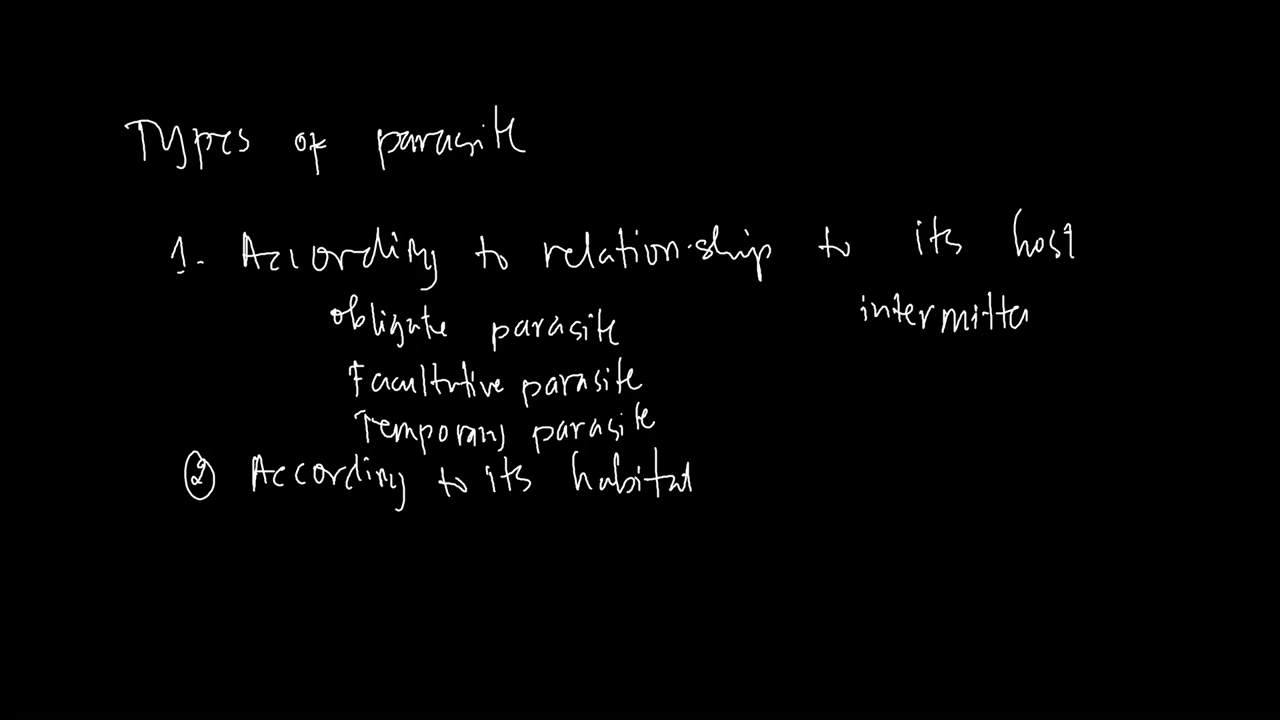 Types of parasite
1. According to relationship to its host
obligate parasite intermitta
Facultative parasite
Temporary parasite
② According to its habitat